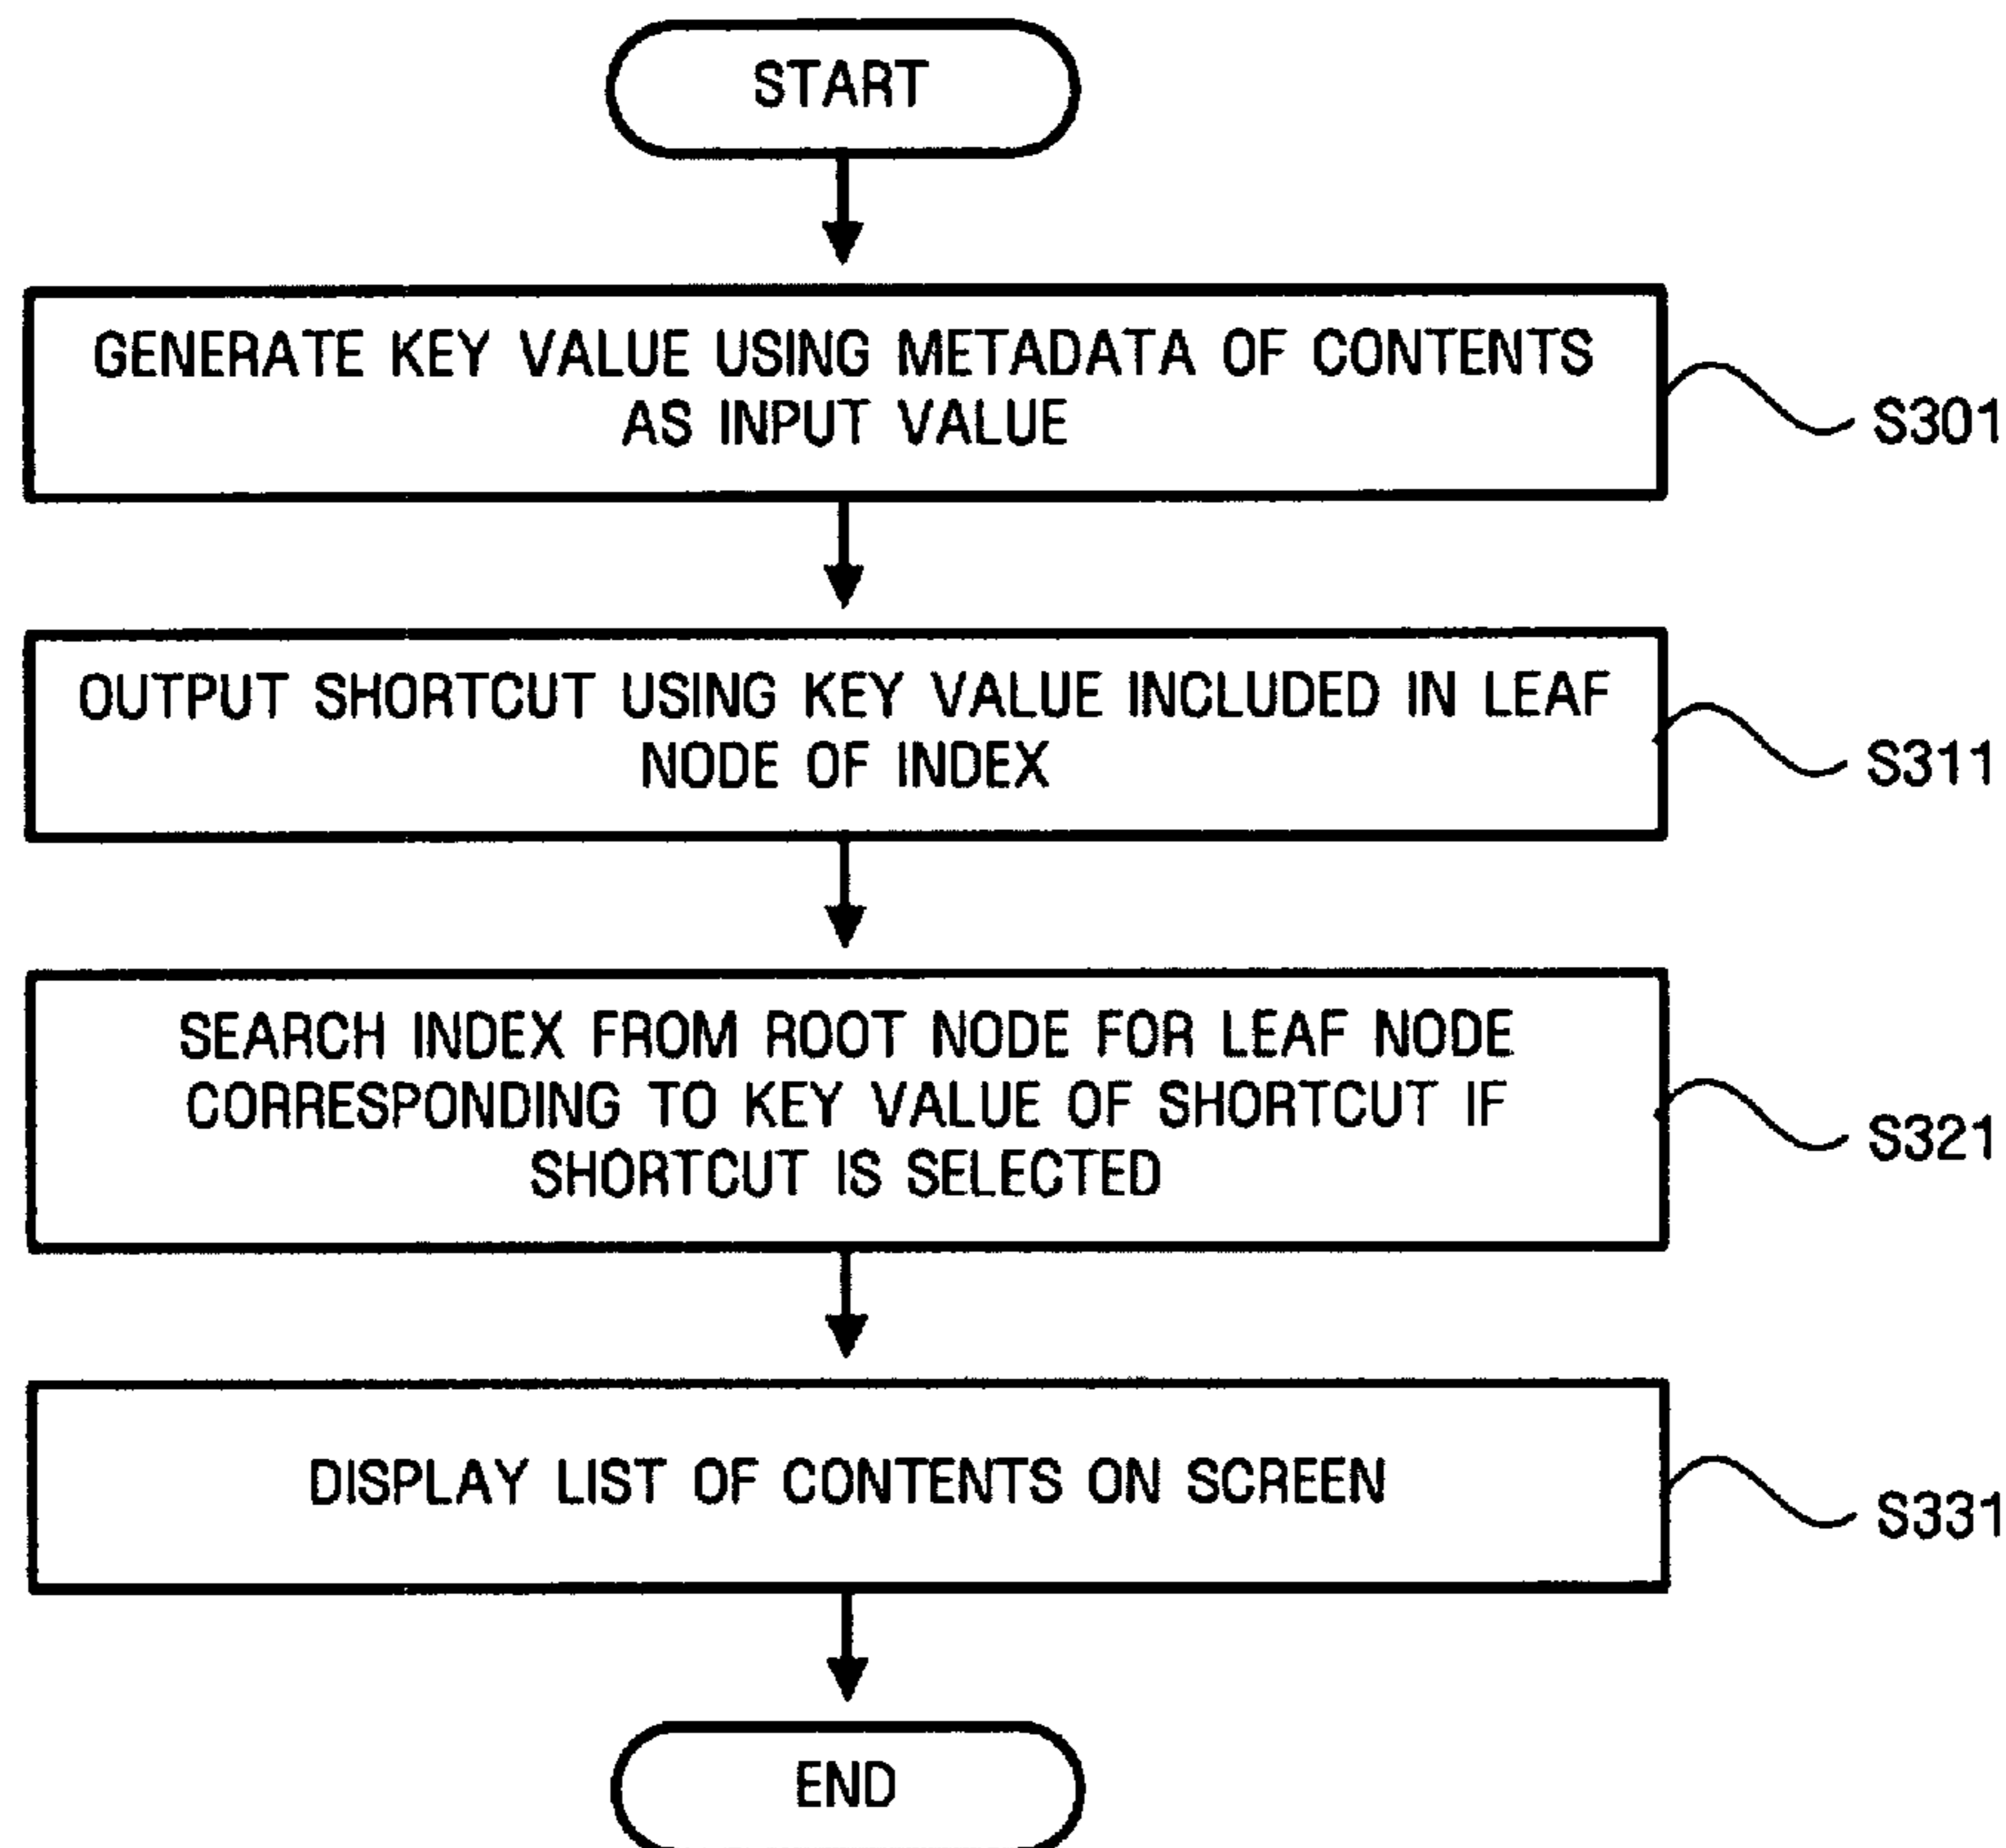 START
GENERATE KEY VALUE USING METADATA OF CONTENTS
AS INPUT VALUE
S301
OUTPUT SHORTCUT USING KEY VALUE INCLUDED IN LEAF
NODE OF INDEX
S311
SEARCH INDEX FROM ROOT NODE FOR LEAF NODE
CORRESPONDING TO KEY VALUE OF SHORTCUT IF
SHORTCUT IS SELECTED
S321
DISPLAY LIST OF CONTENTS ON SCREEN
S331
END